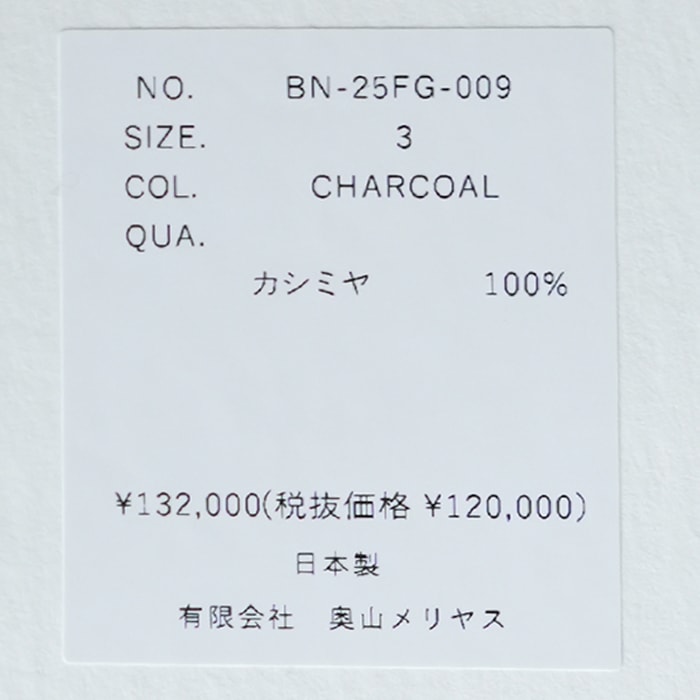 NO. BN-25FG-009
SIZE. 3
COL. CHARCOAL
QUA.
カシミヤ 100%
¥132,000(税抜価格 ¥120,000)
日本製
有限会社 奥山メリヤス